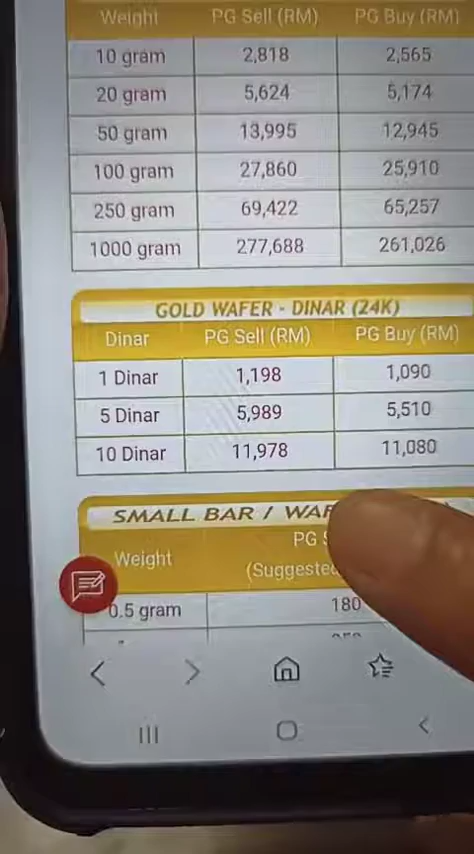 Weight PG Sell (RM) PG Buy (RM)
10 gram 2,818 2,565
20 gram 5,624 5,174
50 gram 13,995 12,945
100 gram 27,860 25,910
250 gram 69,422 65,257
1000 gram 277,688 261,026
GOLD WAFER - DINAR (24K)
Dinar PG Sell (RM) PG Buy (RM)
1 Dinar 1,198 1,090
5 Dinar 5,989 5,510
10 Dinar 11,978 11,080
SMALL BAR / WAF
PG S
Weight
(Suggested
0.5 gram 180